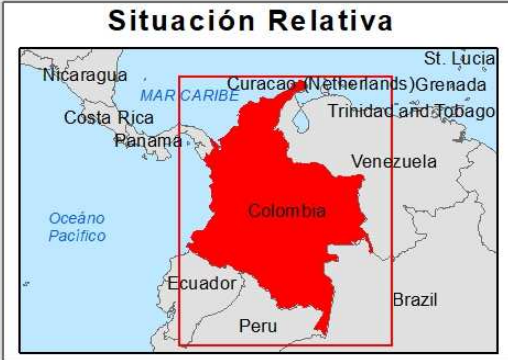 Situación Relativa
St. Lucia
Nicaragua
Curacao (Netherlands)
Grenada
MAR CARIBE
Trinidad and Tobago
Costa Rica
Panama
Venezuela
Colombia
Oceáno
Pacífico
Ecuador
Brazil
Peru